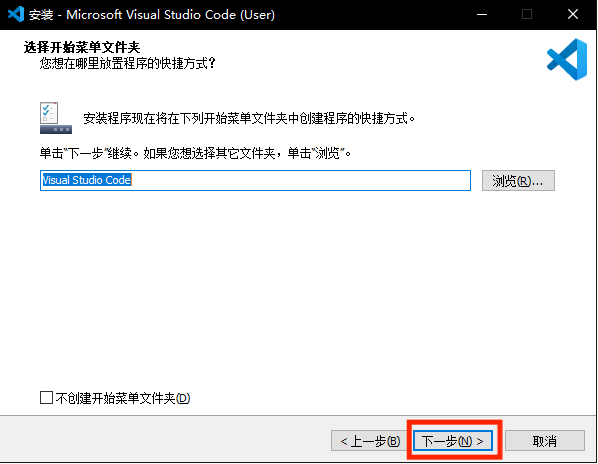 安装 - Microsoft Visual Studio Code (User)
选择开始菜单文件夹
您想在哪里放置程序的快捷方式?
安装程序现在将在下列开始菜单文件夹中创建程序的快捷方式。
单击“下一步”继续。如果您想选择其它文件夹,单击“浏览”。
Visual Studio Code
浏览(R)...
不创建开始菜单文件夹(D)
< 上一步(B)
下一步(N) >
取消